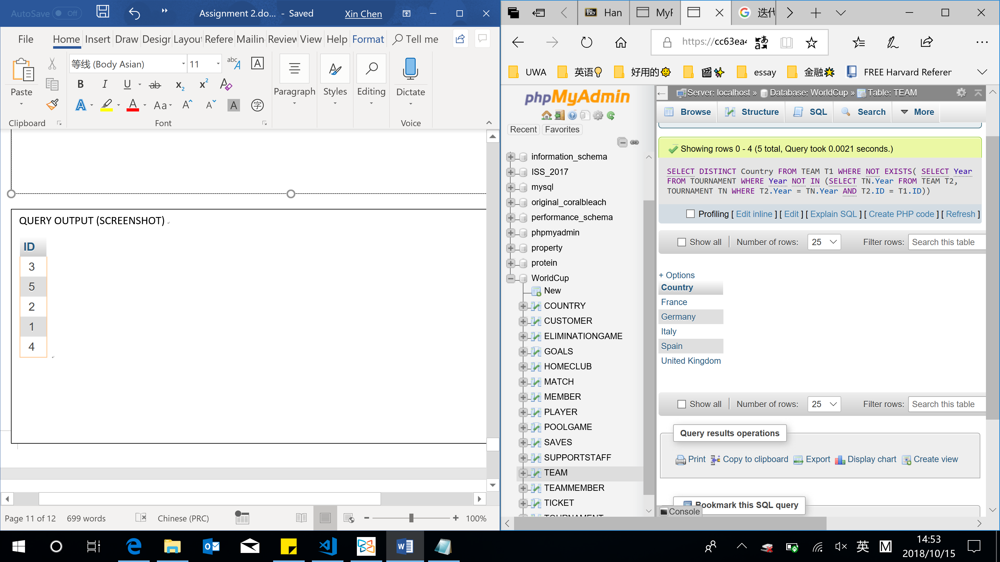 AutoSave Off
Assignment 2.do... - Saved
Xin Chen
File Home Insert Draw Layou Refere Mailin Review View Help Format Tell me
等线 (Body Asian) 11
Paste
Paragraph Styles Editing Dictate
Clipboard Font Voice
QUERY OUTPUT (SCREENSHOT)
ID
3
5
2
1
4
Page 11 of 12 699 words Chinese (PRC) 100%
Bb Han MyF 迭代
https://cc63ea4
UWA 英语 好用的 essay 金融 FREE Harvard Referer
phpMyAdmin
Recent Favorites
information_schema
ISS_2017
mysql
original_coralbleach
performance_schema
phpmyadmin
property
protein
WorldCup
New
COUNTRY
CUSTOMER
ELIMINATIONGAME
GOALS
HOMECLUB
MATCH
MEMBER
PLAYER
POOLGAME
SAVES
SUPPORTSTAFF
TEAM
TEAMMEMBER
TICKET
TOURNAMENT
Server: localhost » Database: WorldCup » Table: TEAM
Browse Structure SQL Search More
Showing rows 0 - 4 (5 total, Query took 0.0021 seconds.)
SELECT DISTINCT Country FROM TEAM T1 WHERE NOT EXISTS( SELECT Year
FROM TOURNAMENT WHERE Year NOT IN (SELECT TN.Year FROM TEAM T2,
TOURNAMENT TN WHERE T2.Year = TN.Year AND T2.ID = T1.ID))
Profiling [ Edit inline ] [ Edit ] [ Explain SQL ] [ Create PHP code ] [ Refresh ]
Show all Number of rows: 25 Filter rows: Search this table
+ Options
Country
France
Germany
Italy
Spain
United Kingdom
Show all Number of rows: 25 Filter rows: Search this table
Query results operations
Print Copy to clipboard Export Display chart Create view
Bookmark this SQL query
Console
英 M
14:53
2018/10/15